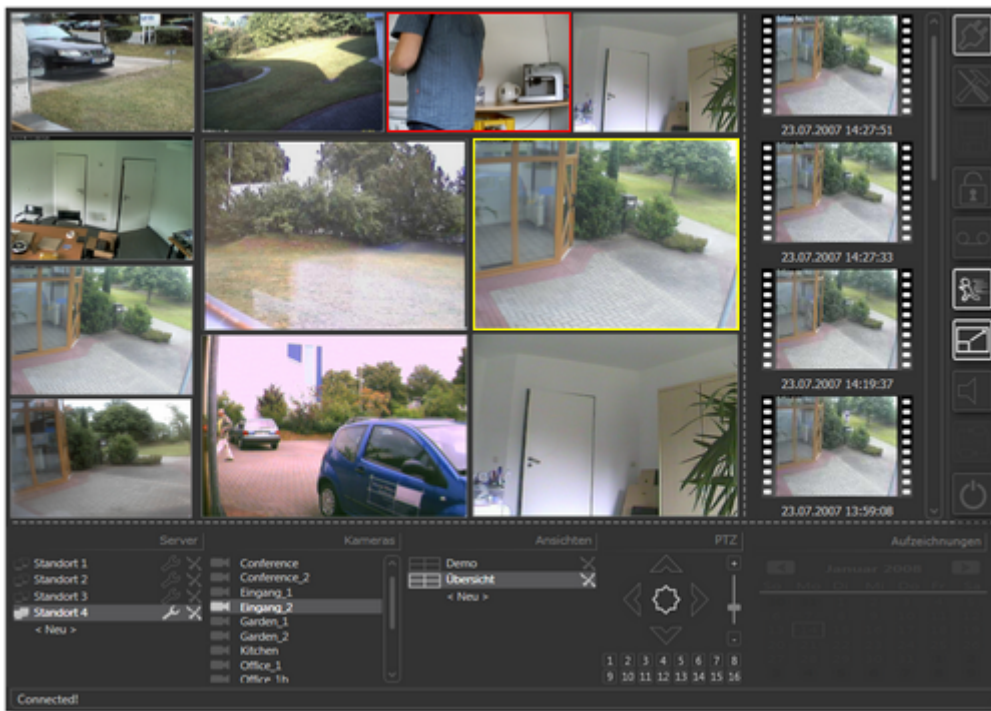 23.07.2007 14:27:51
23.07.2007 14:27:33
23.07.2007 14:19:37
23.07.2007 13:59:08
Server
Kameras
Ansichten
PTZ
Aufzeichnungen
Standort 1
Standort 2
Standort 3
Standort 4
< Neu >
Conference
Conference_2
Eingang_1
Eingang_2
Garden_1
Garden_2
Kitchen
Office_1
Office_1b
Demo
Übersicht
< Neu >
+
-
1 2 3 4 5 6 7 8
9 10 11 12 13 14 15 16
Januar 2008
Connected!